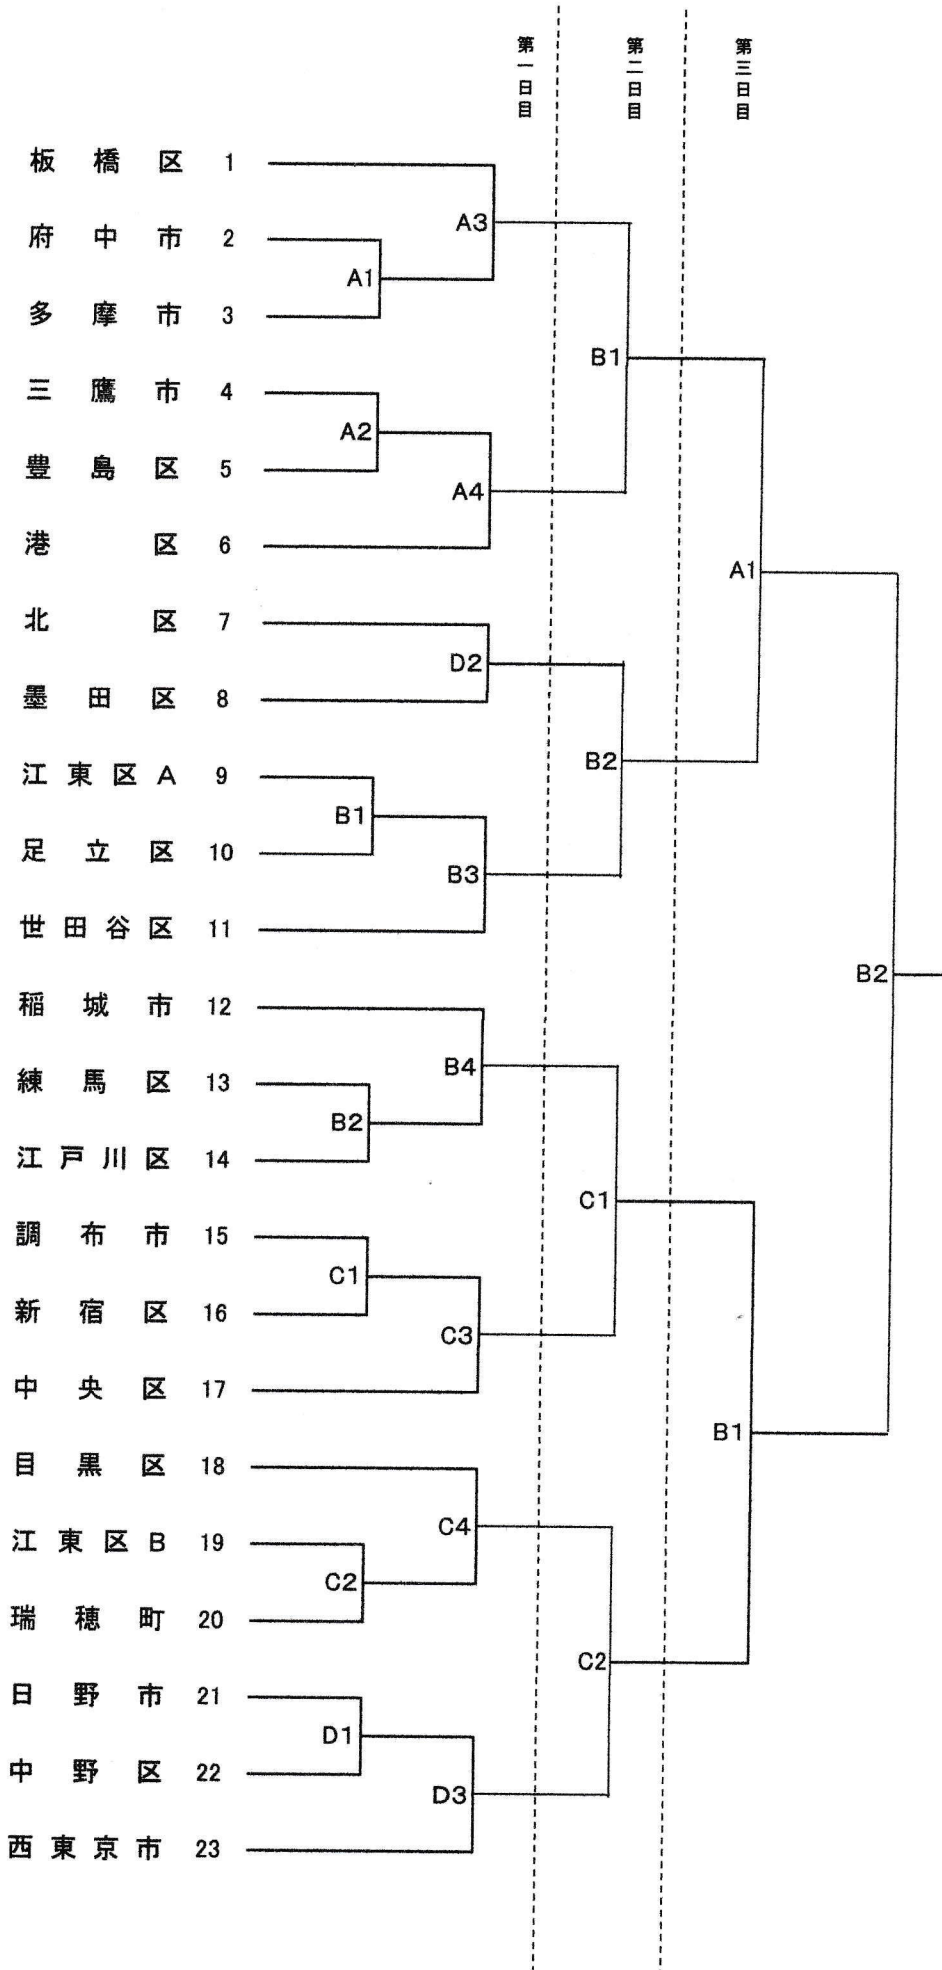 第一日目 第二日目 第三日目
板橋区 1
A3
府中市 2
A1
多摩市 3
B1
三鷹市 4
A2
豊島区 5
A4
港区 6
A1
北区 7
D2
墨田区 8
B2
江東区A 9
B1
足立区 10
B3
世田谷区 11
B2
稲城市 12
B4
練馬区 13
B2
江戸川区 14
C1
調布市 15
C1
新宿区 16
C3
中央区 17
B1
目黒区 18
C4
江東区B 19
C2
瑞穂町 20
C2
日野市 21
D1
中野区 22
D3
西東京市 23